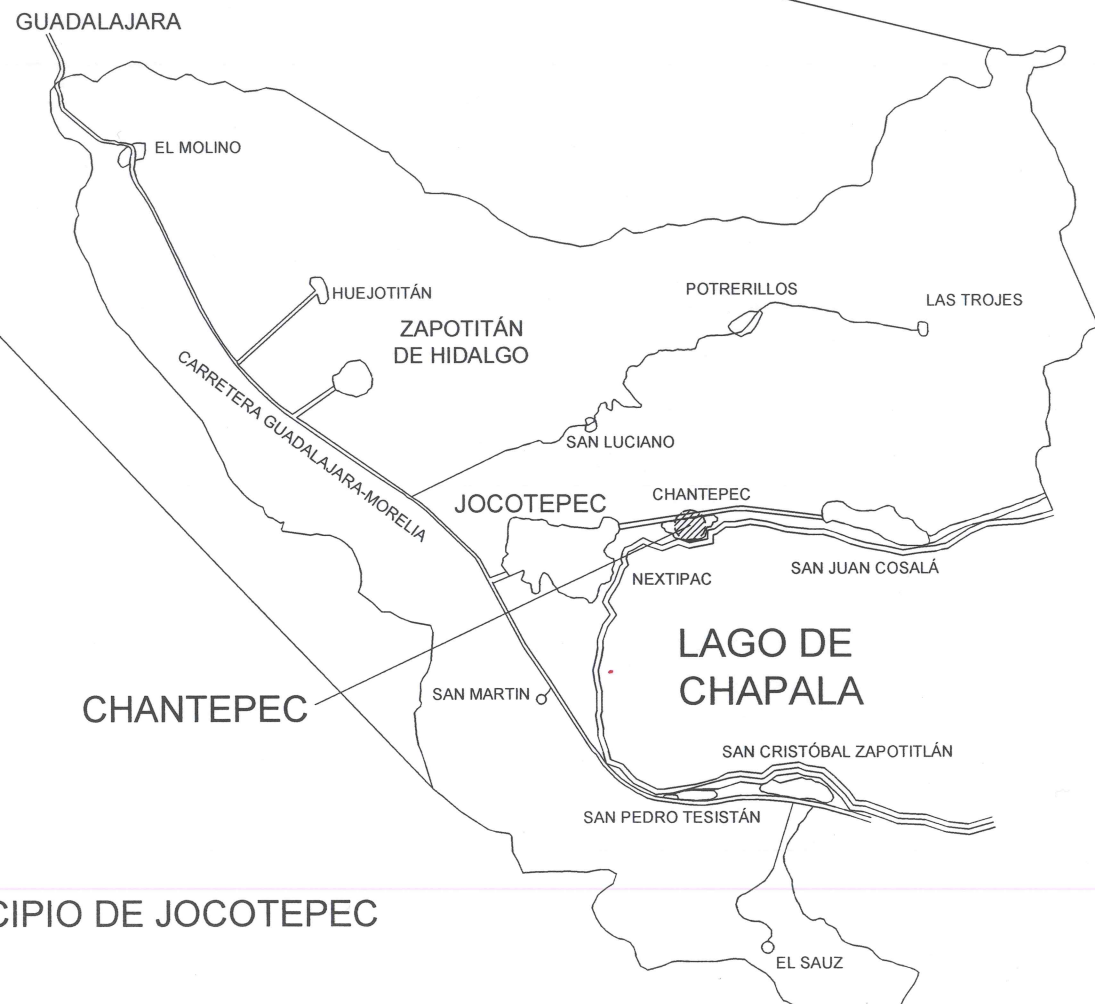 GUADALAJARA
EL MOLINO
HUEJOTITÁN
POTRERILLOS
LAS TROJES
ZAPOTITÁN
DE HIDALGO
CARRETERA GUADALAJARA-MORELIA
SAN LUCIANO
JOCOTEPEC
CHANTEPEC
SAN JUAN COSALÁ
NEXTIPAC
LAGO DE
CHAPALA
SAN MARTIN
CHANTEPEC
SAN CRISTÓBAL ZAPOTITLÁN
SAN PEDRO TESISTÁN
CIPIO DE JOCOTEPEC
EL SAUZ